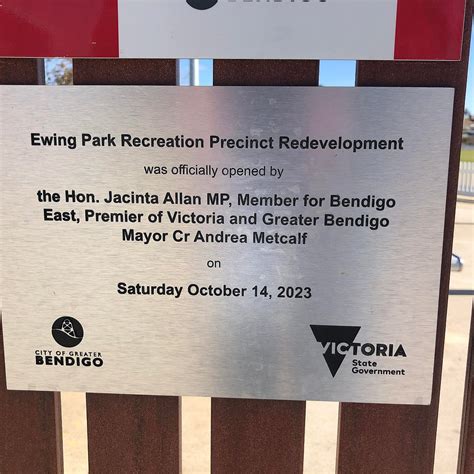 Ewing Park Recreation Precinct Redevelopment
was officially opened by
the Hon. Jacinta Allan MP, Member for Bendigo
East, Premier of Victoria and Greater Bendigo
Mayor Cr Andrea Metcalf
on
Saturday October 14, 2023
CITY OF GREATER
BENDIGO
VICTORIA
State
Government